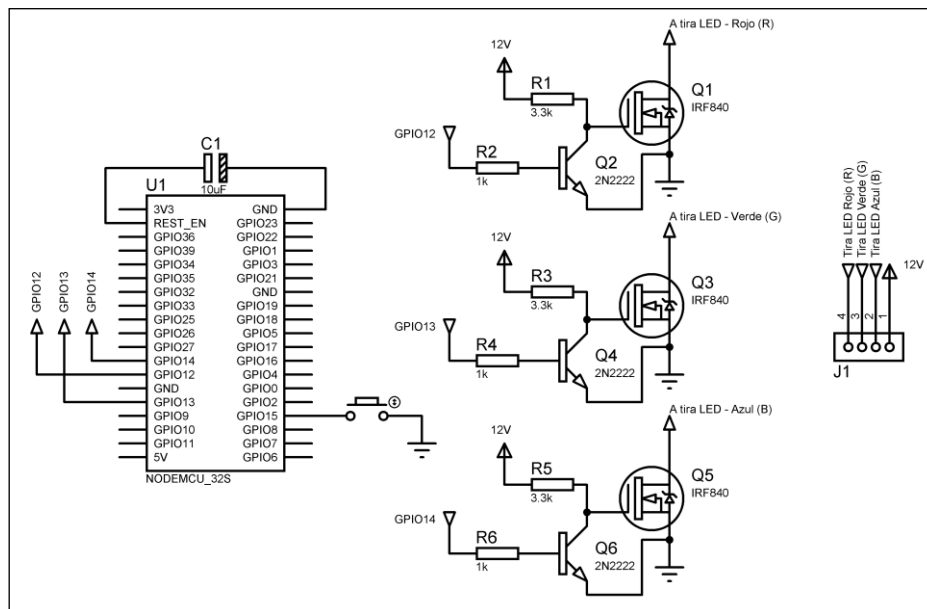 C1
10uF
U1
3V3
REST_EN
GPIO36
GPIO39
GPIO34
GPIO35
GPIO32
GPIO33
GPIO25
GPIO26
GPIO27
GPIO14
GPIO12
GND
GPIO13
GPIO9
GPIO10
GPIO11
5V
GND
GPIO23
GPIO22
GPIO1
GPIO3
GPIO21
GND
GPIO19
GPIO18
GPIO5
GPIO17
GPIO16
GPIO4
GPIO0
GPIO2
GPIO15
GPIO8
GPIO7
GPIO6
NODEMCU_32S
GPIO12
GPIO13
GPIO14
A tira LED - Rojo (R)
12V
R1
3.3k
Q1
IRF840
GPIO12
R2
1k
Q2
2N2222
A tira LED - Verde (G)
12V
R3
3.3k
Q3
IRF840
GPIO13
R4
1k
Q4
2N2222
A tira LED - Azul (B)
12V
R5
3.3k
Q5
IRF840
GPIO14
R6
1k
Q6
2N2222
Tira LED Rojo (R)
Tira LED Verde (G)
Tira LED Azul (B)
12V
4
3
2
1
J1